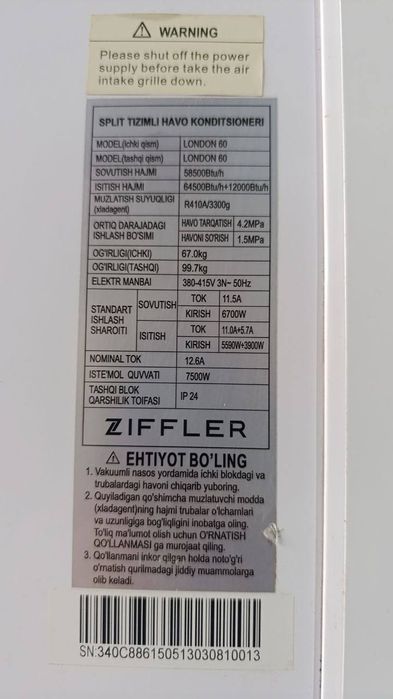 WARNING
Please shut off the power
supply before take the air
intake grille down.
SPLIT TIZIMLI HAVO KONDITSIONERI
MODEL(ichki qism) LONDON 60
MODEL(tashqi qism) LONDON 60
SOVUTISH HAJMI 58500Btu/h
ISITISH HAJMI 64500Btu/h+12000Btu/h
MUZLATISH SUYUQLIGI (xladagent) R410A/3300g
ORTIQ DARAJADAGI ISHLASH BO'SIMI HAVO TARQATISH 4.2MPa
HAVONI SO'RISH 1.5MPa
OG'IRLIGI(ICHKI) 67.0kg
OG'IRLIGI(TASHQI) 99.7kg
ELEKTR MANBAI 380-415V 3N~ 50Hz
STANDART ISHLASH SHAROITI SOVUTISH TOK 11.5A
KIRISH 6700W
ISITISH TOK 11.0A+5.7A
KIRISH 5590W+3900W
NOMINAL TOK 12.6A
ISTE'MOL QUVVATI 7500W
TASHQI BLOK QARSHILIK TOIFASI IP 24
ZIFFLER
EHTIYOT BO'LING
1. Vakuumli nasos yordamida ichki blokdagi va
trubalardagi havoni chiqarib yuboring.
2. Quyiladigan qo'shimcha muzlatuvchi modda
(xladagent)ning hajmi trubalar o'lchamlari
va uzunligiga bog'liqligini inobatga oling.
To'liq ma'lumot olish uchun O'RNATISH
QO'LLANMASI ga murojaat qiling.
3. Qo'llanmani inkor qilgan holda noto'g'ri
o'rnatish qurilmadagi jiddiy muammolarga
olib keladi.
SN:340C886150513030810013